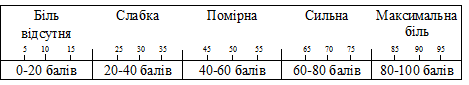 Біль відсутня Слабка Помірна Сильна Максимальна біль
5 10 15 25 30 35 45 50 55 65 70 75 85 90 95
0-20 балів 20-40 балів 40-60 балів 60-80 балів 80-100 балів